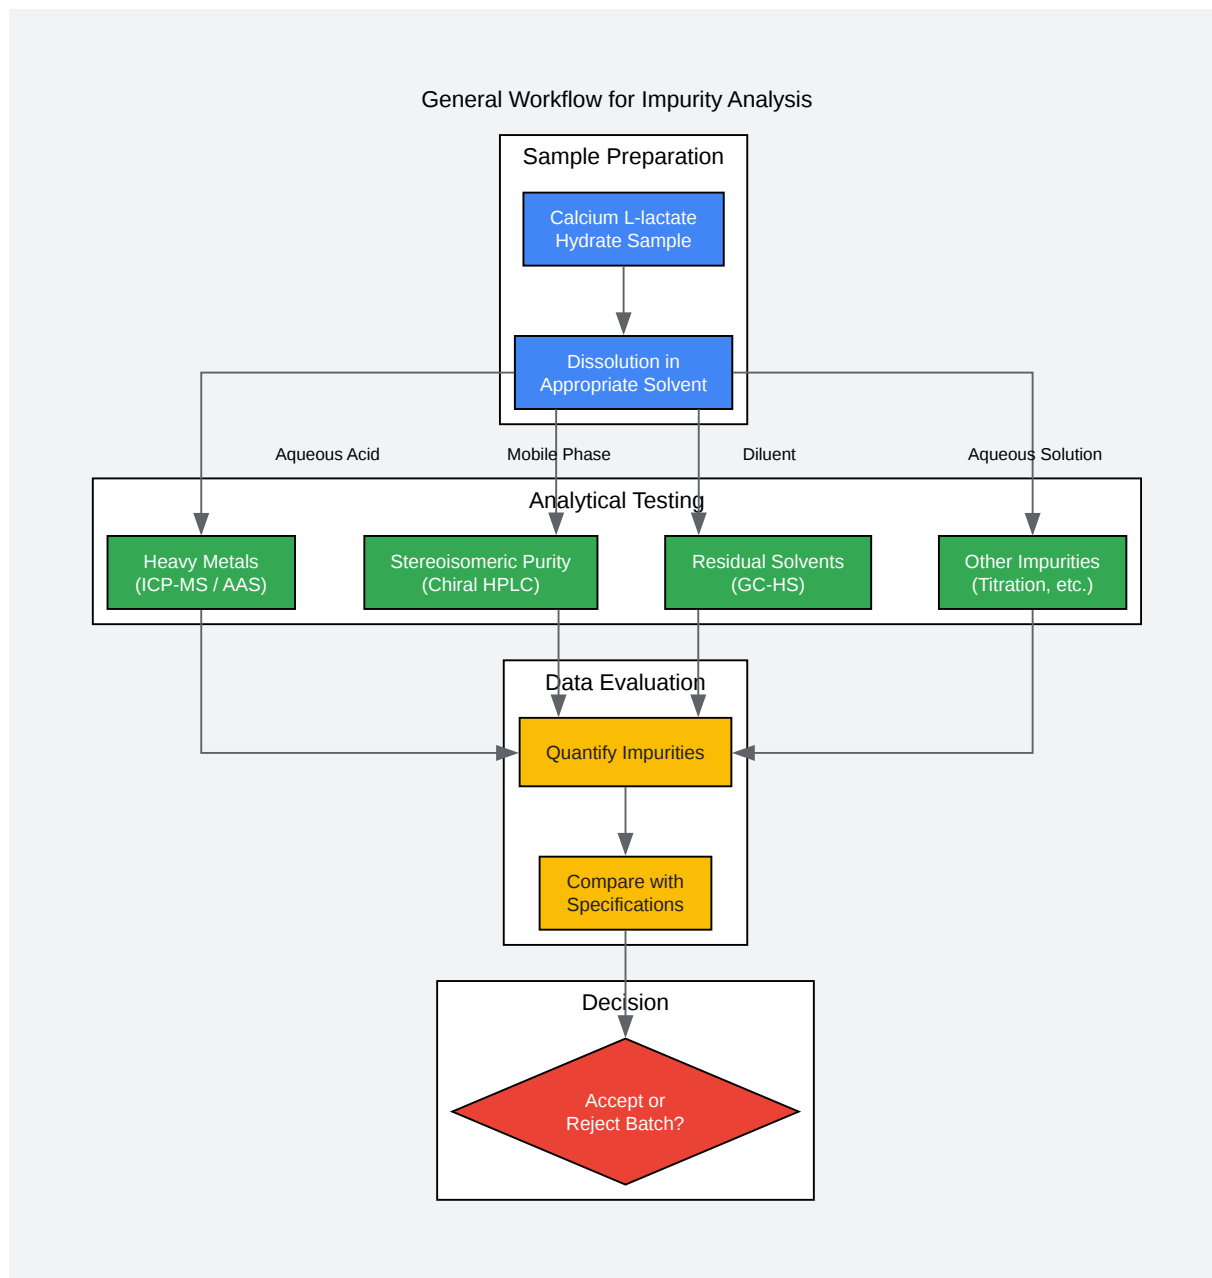 General Workflow for Impurity Analysis
Sample Preparation
Calcium L-lactate
Hydrate Sample
Dissolution in
Appropriate Solvent
Aqueous Acid
Mobile Phase
Diluent
Aqueous Solution
Analytical Testing
Heavy Metals
(ICP-MS / AAS)
Stereoisomeric Purity
(Chiral HPLC)
Residual Solvents
(GC-HS)
Other Impurities
(Titration, etc.)
Data Evaluation
Quantify Impurities
Compare with
Specifications
Decision
Accept or
Reject Batch?